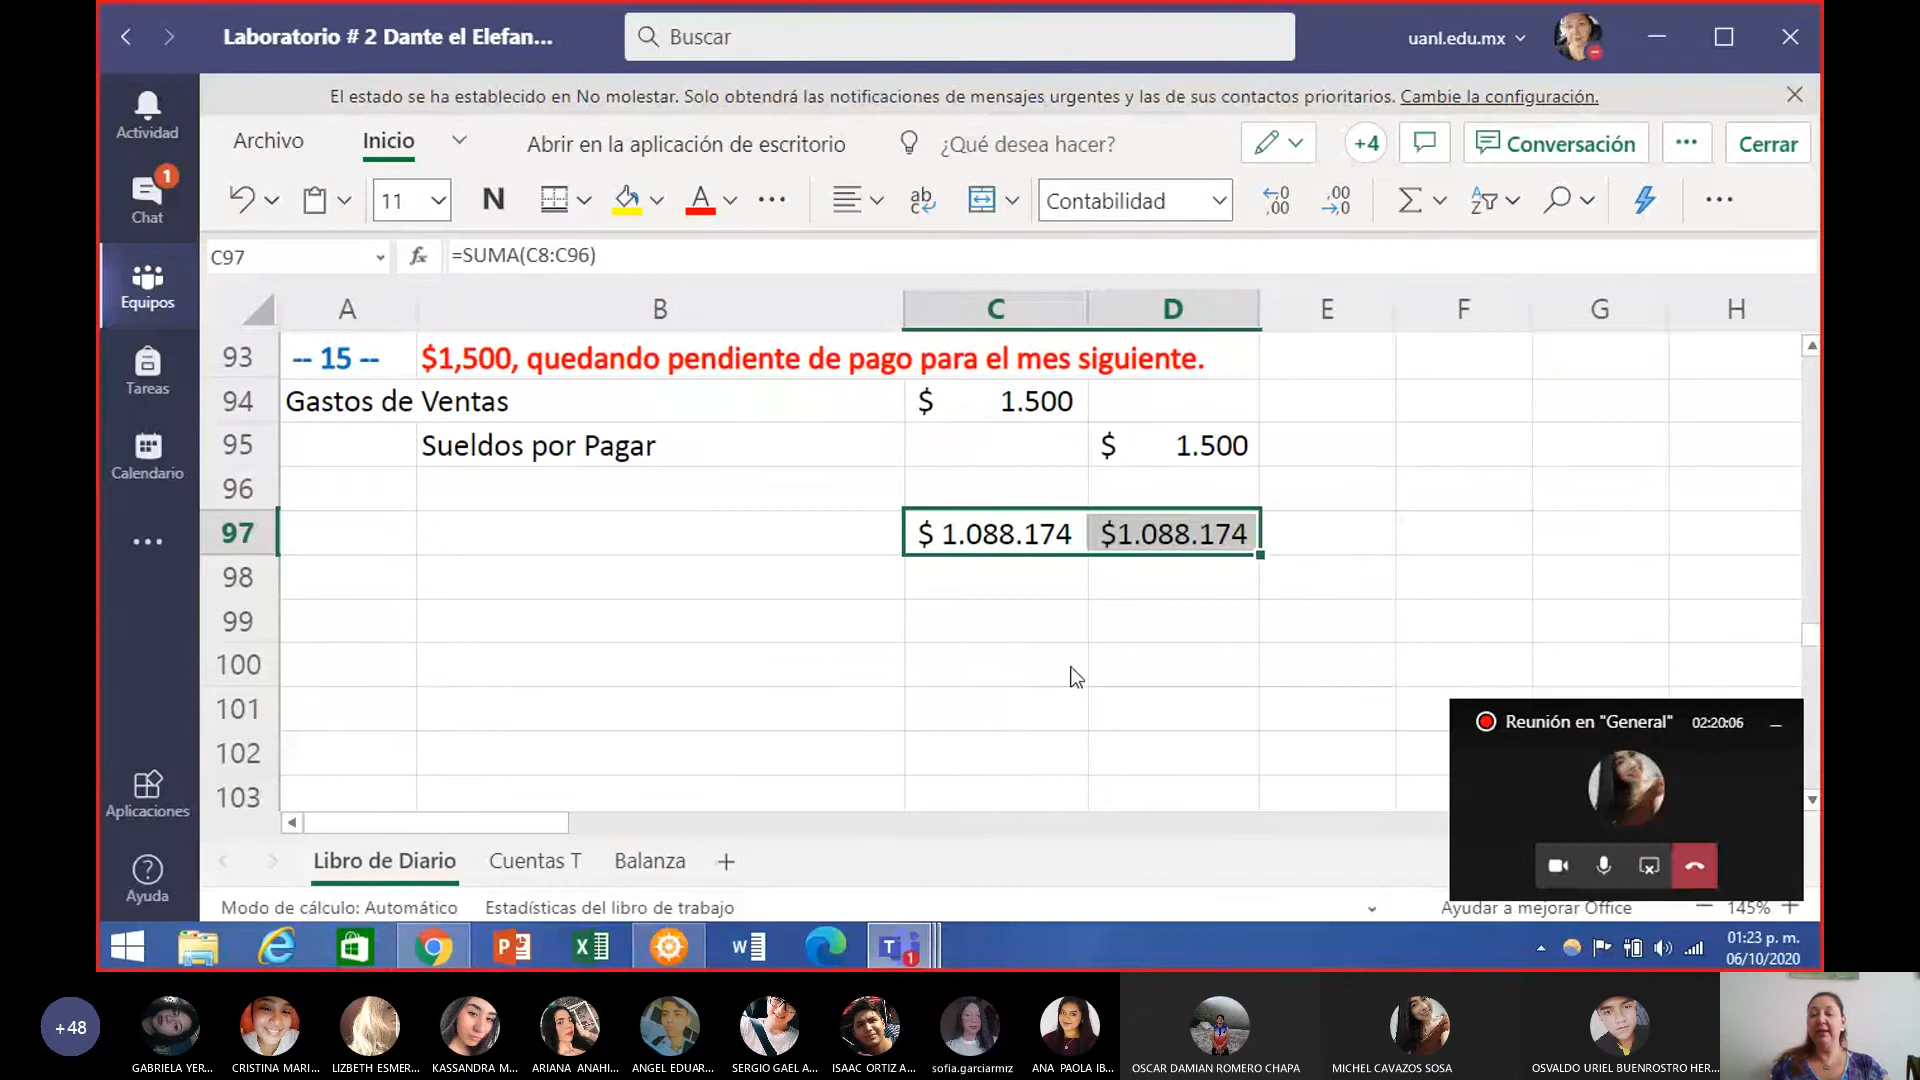 Laboratorio # 2 Dante el Elefan...
Buscar
uanl.edu.mx
El estado se ha establecido en No molestar. Solo obtendrá las notificaciones de mensajes urgentes y las de sus contactos prioritarios. Cambie la configuración.
Actividad
Archivo
Inicio
Abrir en la aplicación de escritorio
¿Qué desea hacer?
+4
Conversación
Cerrar
1
Chat
11
N
A
ab
Contabilidad
C97
fx
=SUMA(C8:C96)
Equipos
A B C D E F G H
93 -- 15 -- $1,500, quedando pendiente de pago para el mes siguiente.
94 Gastos de Ventas $ 1.500
95 Sueldos por Pagar $ 1.500
96
97 $ 1.088.174 $1.088.174
98
99
100
101
102
103
Tareas
Calendario
Aplicaciones
Ayuda
Reunión en "General" 02:20:06
Libro de Diario
Cuentas T
Balanza
Modo de cálculo: Automático
Estadísticas del libro de trabajo
Ayudar a mejorar Office
145%
01:23 p. m.
06/10/2020
+48
GABRIELA YER...
CRISTINA MARI...
LIZBETH ESMER...
KASSANDRA M...
ARIANA ANAHI...
ANGEL EDUAR...
SERGIO GAEL A...
ISAAC ORTIZ A...
sofia.garciarmrz
ANA PAOLA IB...
OSCAR DAMIAN ROMERO CHAPA
MICHEL CAVAZOS SOSA
OSVALDO URIEL BUENROSTRO HER...